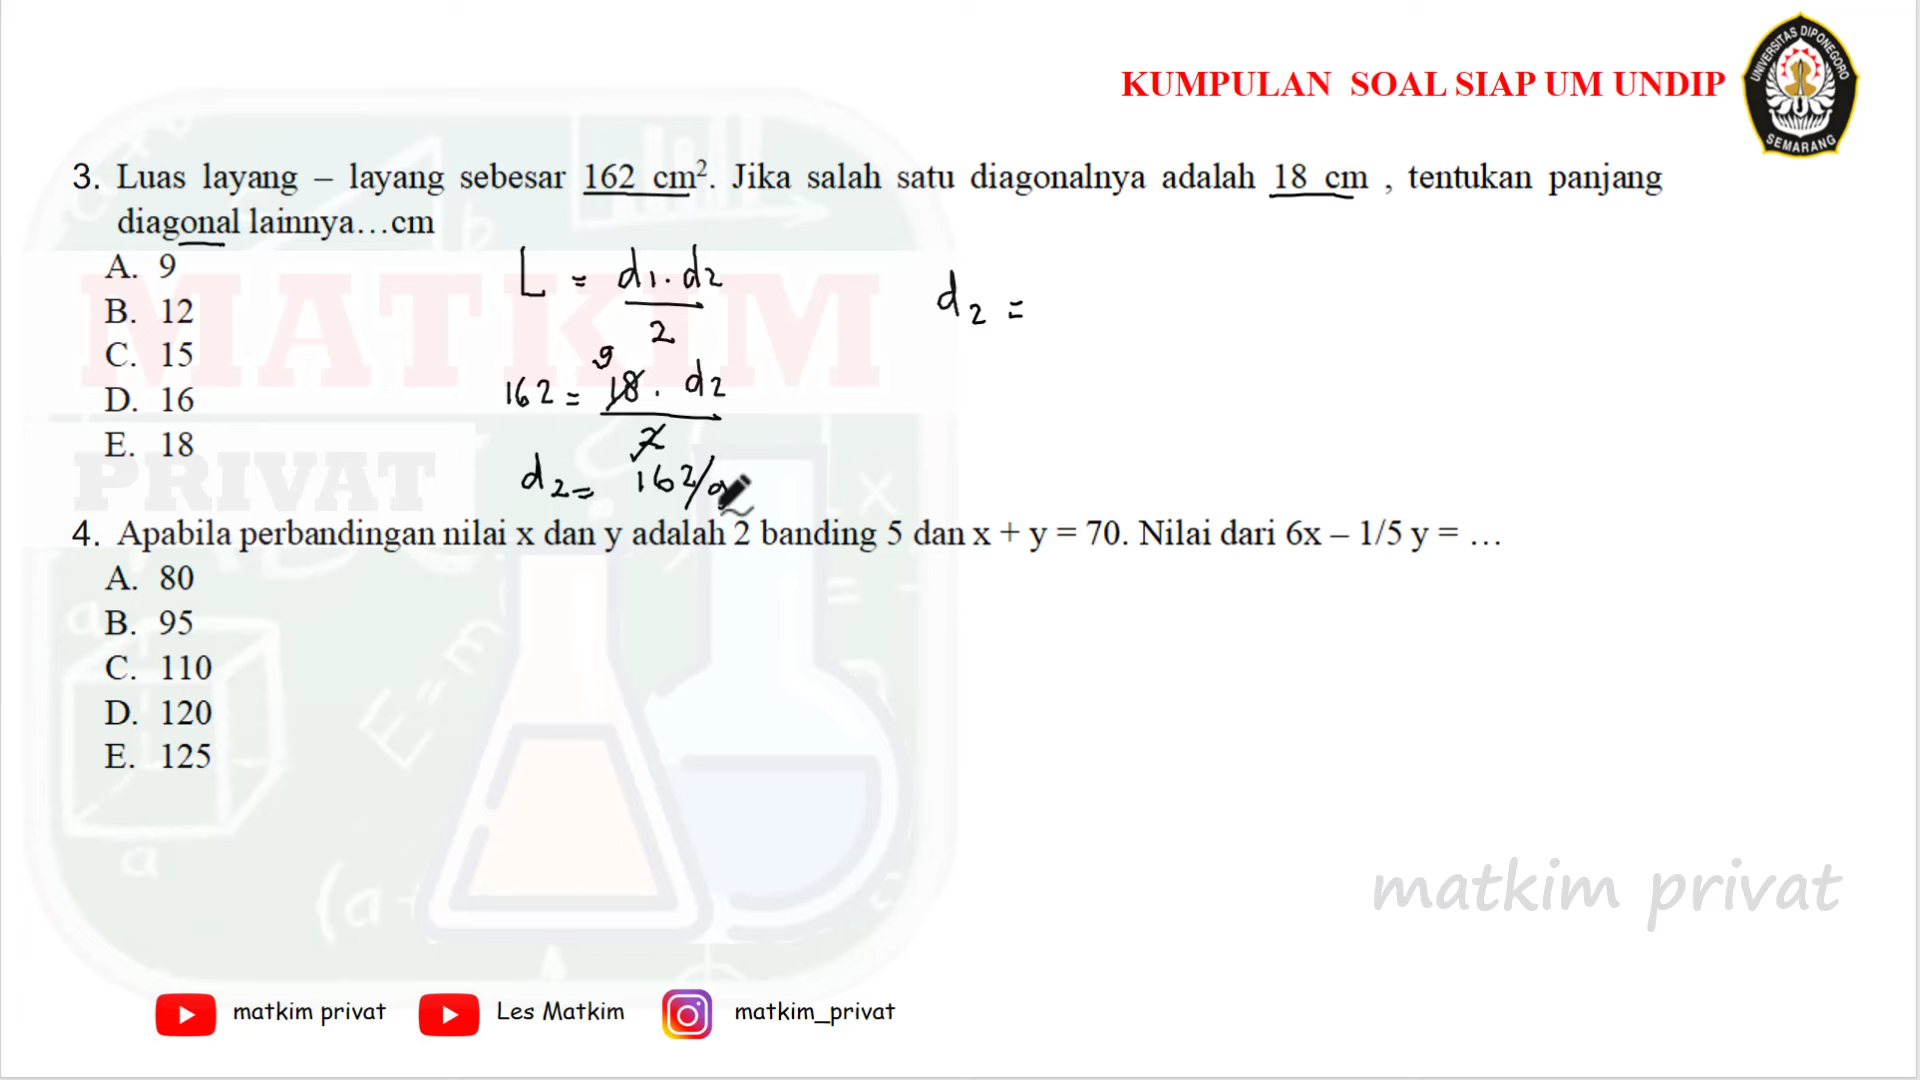 KUMPULAN SOAL SIAP UM UNDIP
UNIVERSITAS DIPONEGORO
SEMARANG
3. Luas layang – layang sebesar 162 cm². Jika salah satu diagonalnya adalah 18 cm , tentukan panjang
diagonal lainnya…cm
A. 9
B. 12
C. 15
D. 16
E. 18
L = d1 . d2
2
d2 =
9
162 = 18 . d2
2
d2 = 162/9
4. Apabila perbandingan nilai x dan y adalah 2 banding 5 dan x + y = 70. Nilai dari 6x – 1/5 y = …
A. 80
B. 95
C. 110
D. 120
E. 125
MATKIM
PRIVAT
matkim privat
matkim privat
Les Matkim
matkim_privat